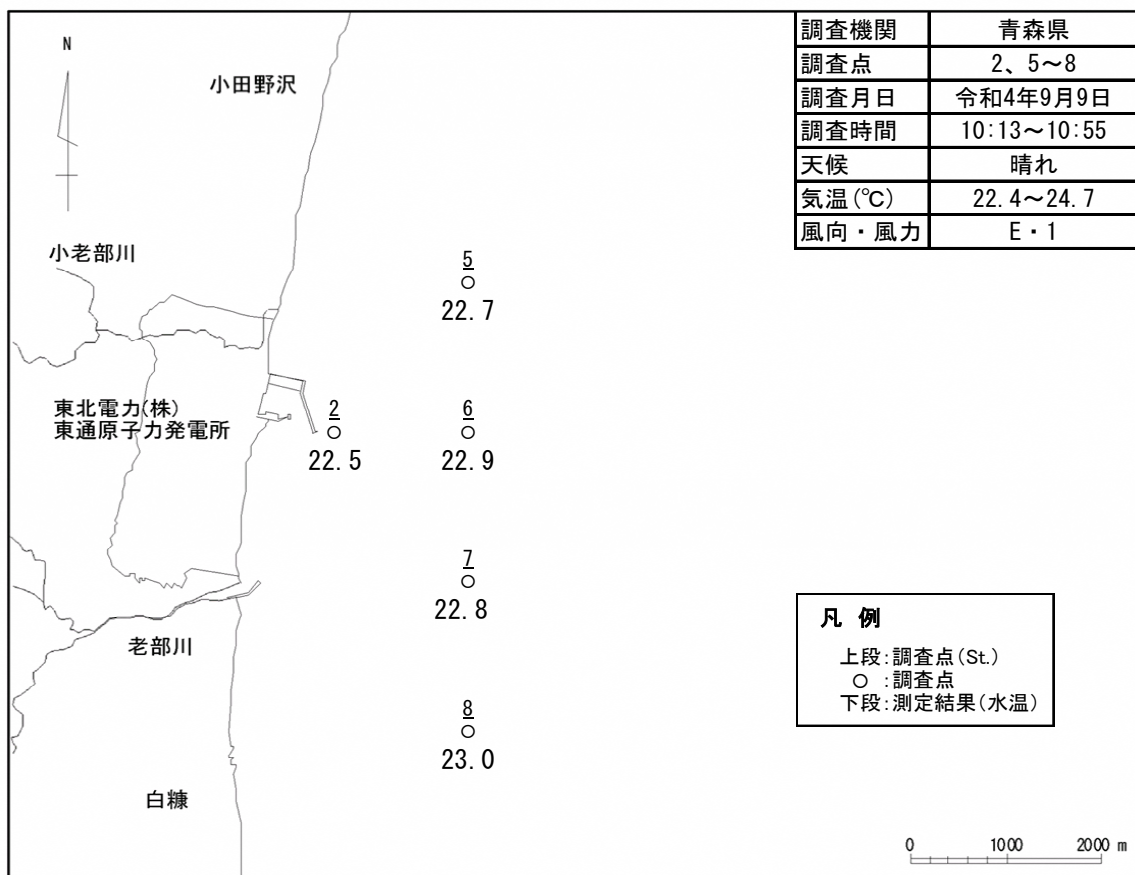 調査機関 青森県
調査点 2、5～8
調査月日 令和4年9月9日
調査時間 10:13～10:55
天候 晴れ
気温(℃) 22.4～24.7
風向・風力 E・1
N
小田野沢
小老部川
5
22.7
東北電力(株)
東通原子力発電所
2
22.5
6
22.9
7
22.8
老部川
8
23.0
白糠
凡 例
上段:調査点(St.)
○ :調査点
下段:測定結果(水温)
0 1000 2000 m